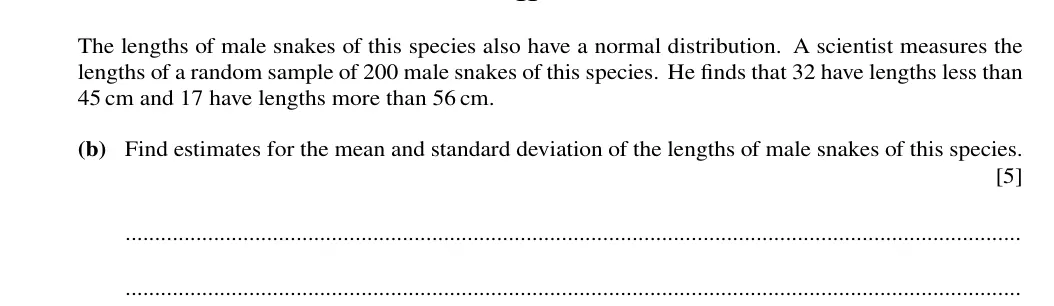 The lengths of male snakes of this species also have a normal distribution. A scientist measures the
lengths of a random sample of 200 male snakes of this species. He finds that 32 have lengths less than
45 cm and 17 have lengths more than 56 cm.
(b) Find estimates for the mean and standard deviation of the lengths of male snakes of this species.
[5]